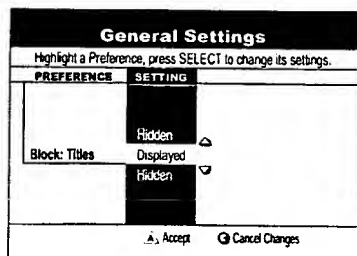 General Settings
Highlight a Preference, press SELECT to change its settings.
PREFERENCE SETTING
Hidden
Block: Titles Displayed
Hidden
A Accept C Cancel Changes